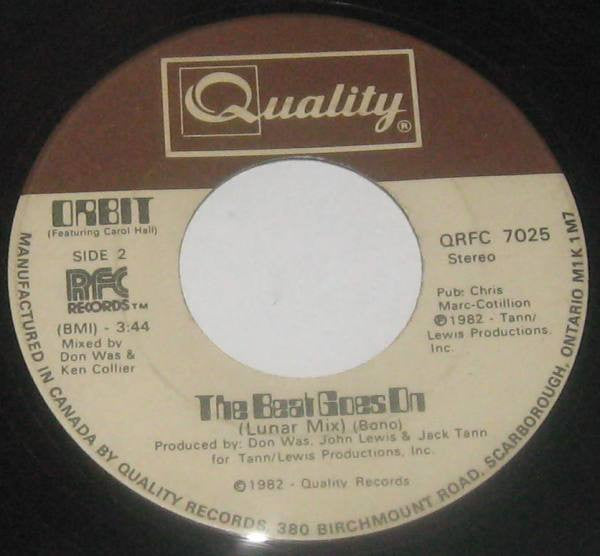 Quality®
ORBIT
(Featuring Carol Hall)
SIDE 2
RFC
RECORDS™
(BMI) - 3:44
Mixed by
Don Was &
Ken Collier
QRFC 7025
Stereo
Pub: Chris
Marc-Cotillion
℗1982 - Tann/
Lewis Productions,
Inc.
The Beat Goes On
(Lunar Mix) (Bono)
Produced by: Don Was, John Lewis & Jack Tann
for Tann/Lewis Productions, Inc.
©1982 - Quality Records
MANUFACTURED IN CANADA BY QUALITY RECORDS, 380 BIRCHMOUNT ROAD, SCARBOROUGH, ONTARIO M1K 1M7